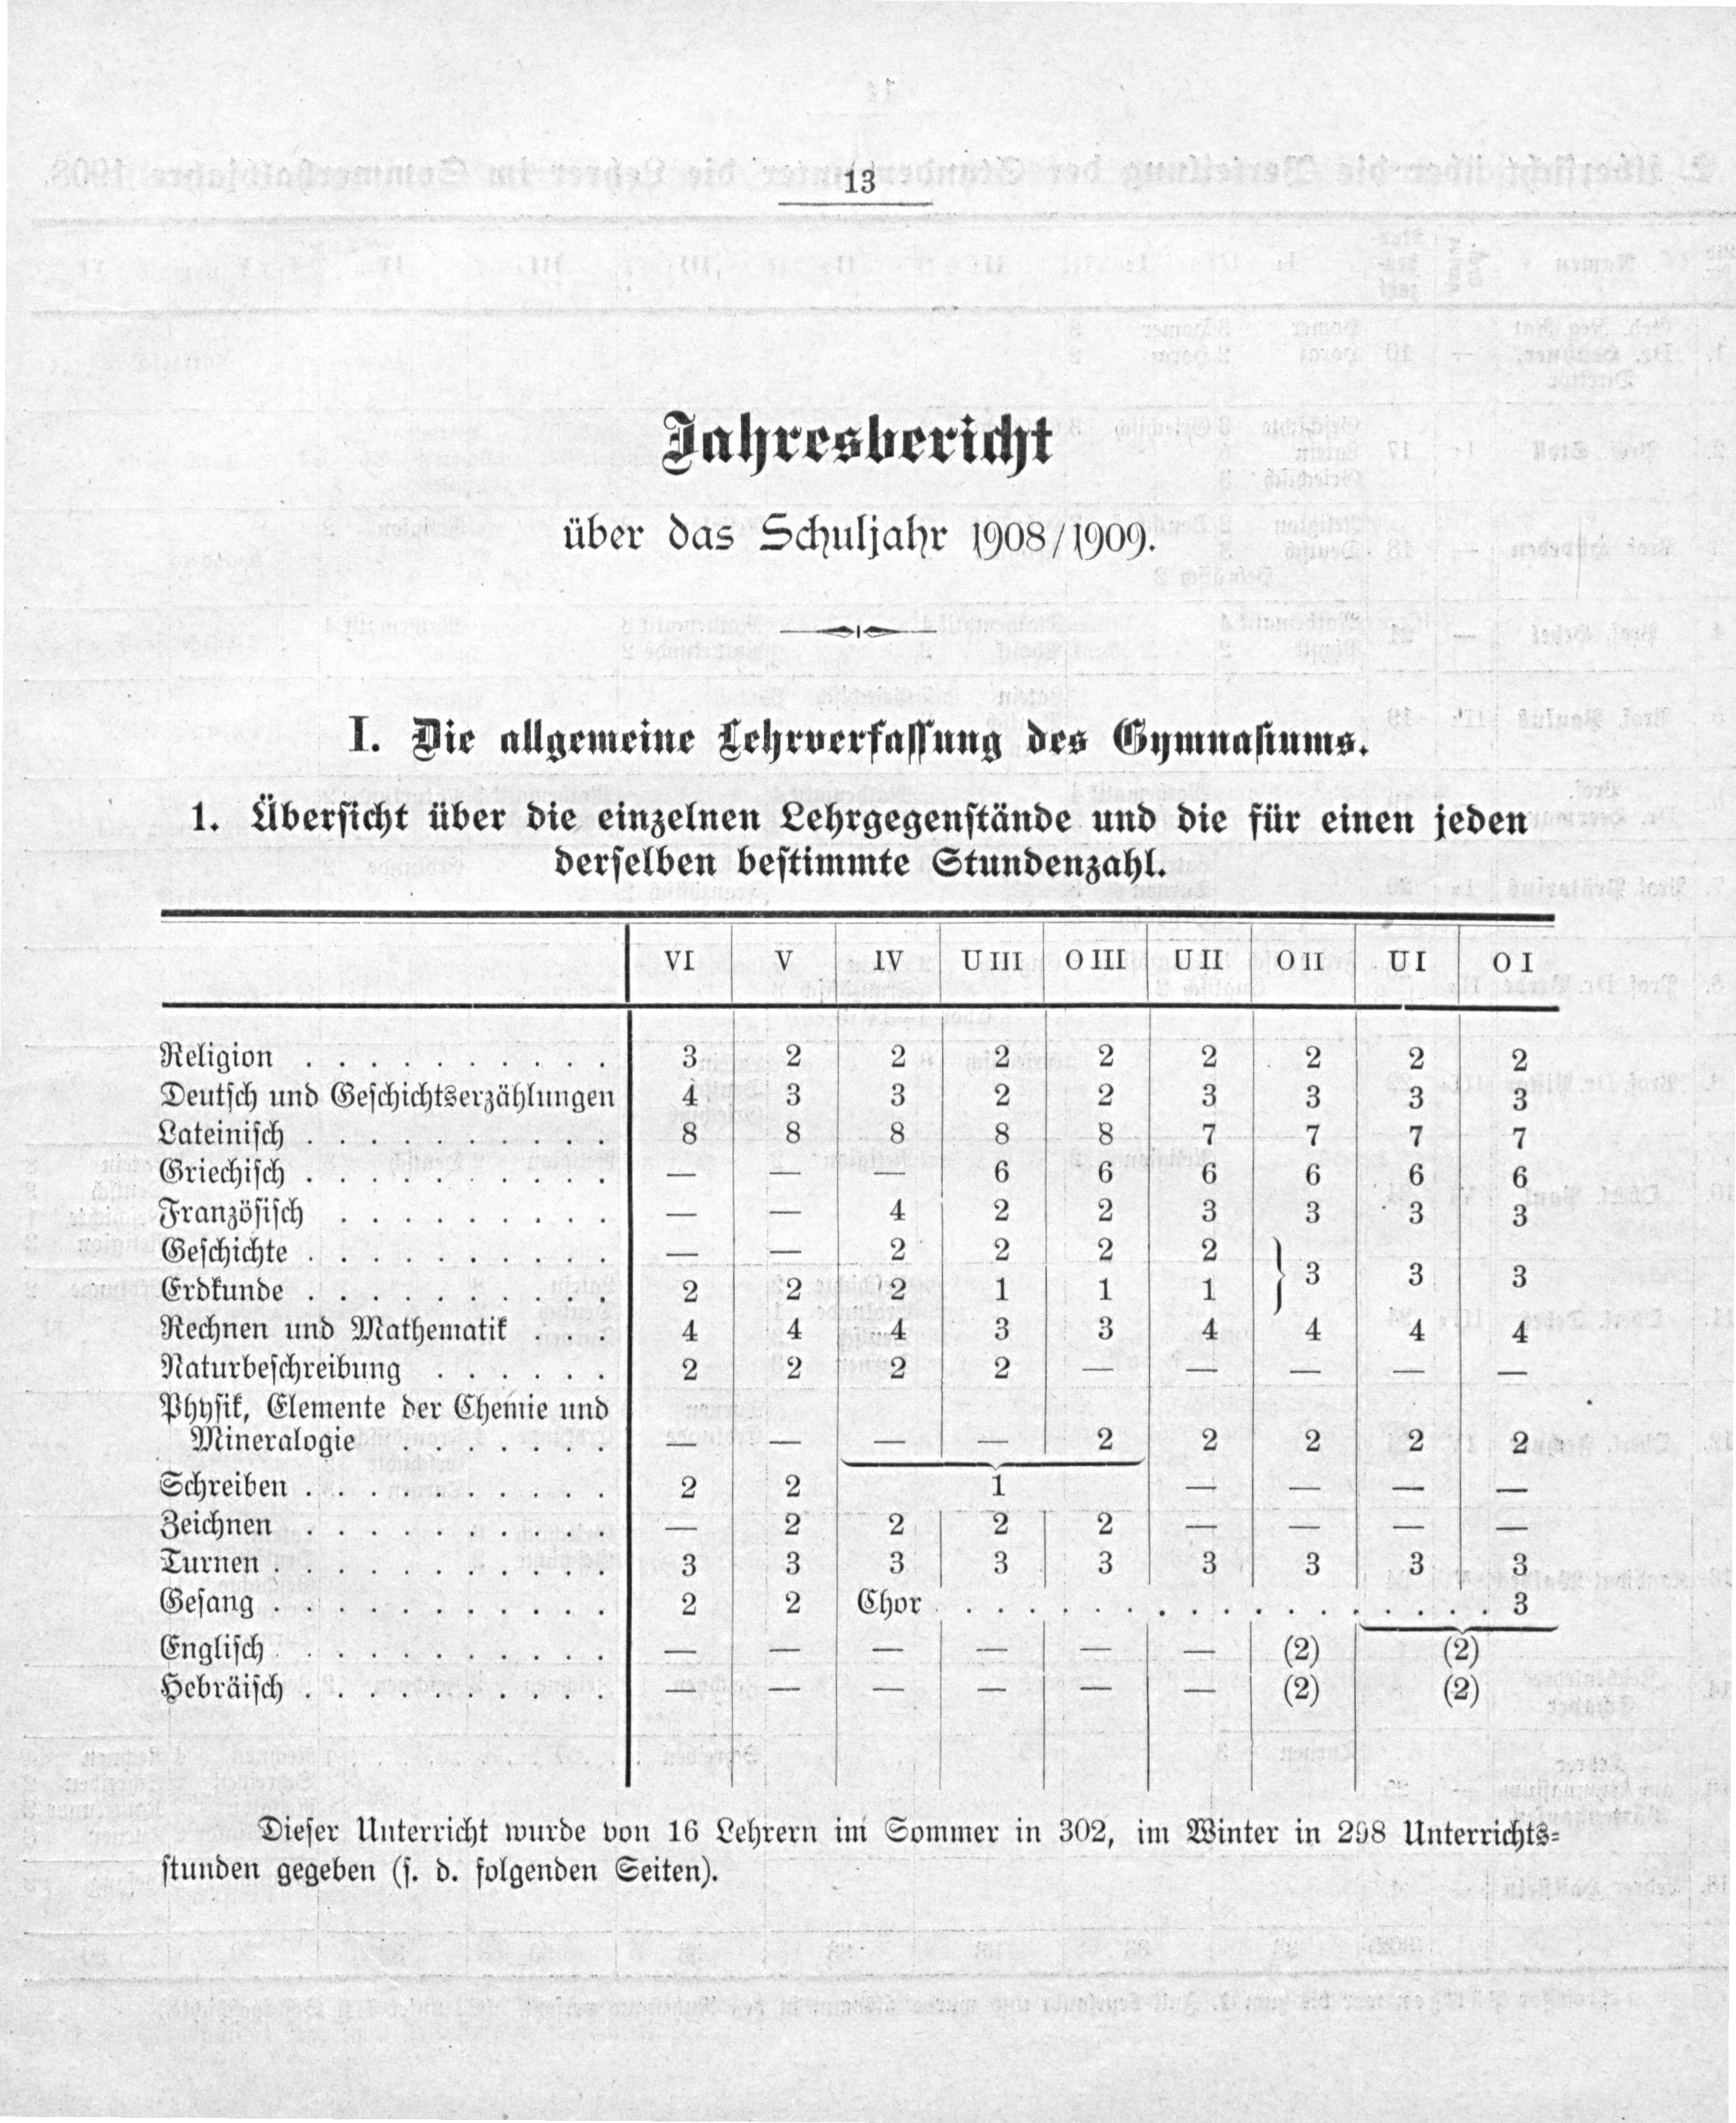 13
Jahresbericht
über das Schuljahr 1908/1909.
I. Die allgemeine Lehrverfassung des Gymnasiums.
1. Übersicht über die einzelnen Lehrgegenstände und die für einen jeden
derselben bestimmte Stundenzahl.
VI V IV U III O III U II O II U I O I
Religion . . . . . . . . . . 3 2 2 2 2 2 2 2 2
Deutsch und Geschichtserzählungen 4 3 3 2 2 3 3 3 3
Lateinisch . . . . . . . . . . 8 8 8 8 8 7 7 7 7
Griechisch . . . . . . . . . . — — — 6 6 6 6 6 6
Französisch . . . . . . . . . — — 4 2 2 3 3 3 3
Geschichte . . . . . . . . . . — — 2 2 2 2
Erdkunde . . . . . . . . . . 2 2 2 1 1 1 } 3 3 3
Rechnen und Mathematik . . . 4 4 4 3 3 4 4 4 4
Naturbeschreibung . . . . . . 2 2 2 2 — — — — —
Physik, Elemente der Chemie und
Mineralogie . . . . . . . — — — — 2 2 2 2 2
Schreiben . . . . . . . . . . 2 2 1 — — — —
Zeichnen . . . . . . . . . . — 2 2 2 2 — — — —
Turnen . . . . . . . . . . . 3 3 3 3 3 3 3 3 3
Gesang . . . . . . . . . . . 2 2 Chor . . . . . . . . . . . . . . . . . . 3
Englisch . . . . . . . . . . — — — — — — (2) (2)
Hebräisch . . . . . . . . . . — — — — — — (2) (2)
Dieser Unterricht wurde von 16 Lehrern im Sommer in 302, im Winter in 298 Unterrichts-
stunden gegeben (s. d. folgenden Seiten).